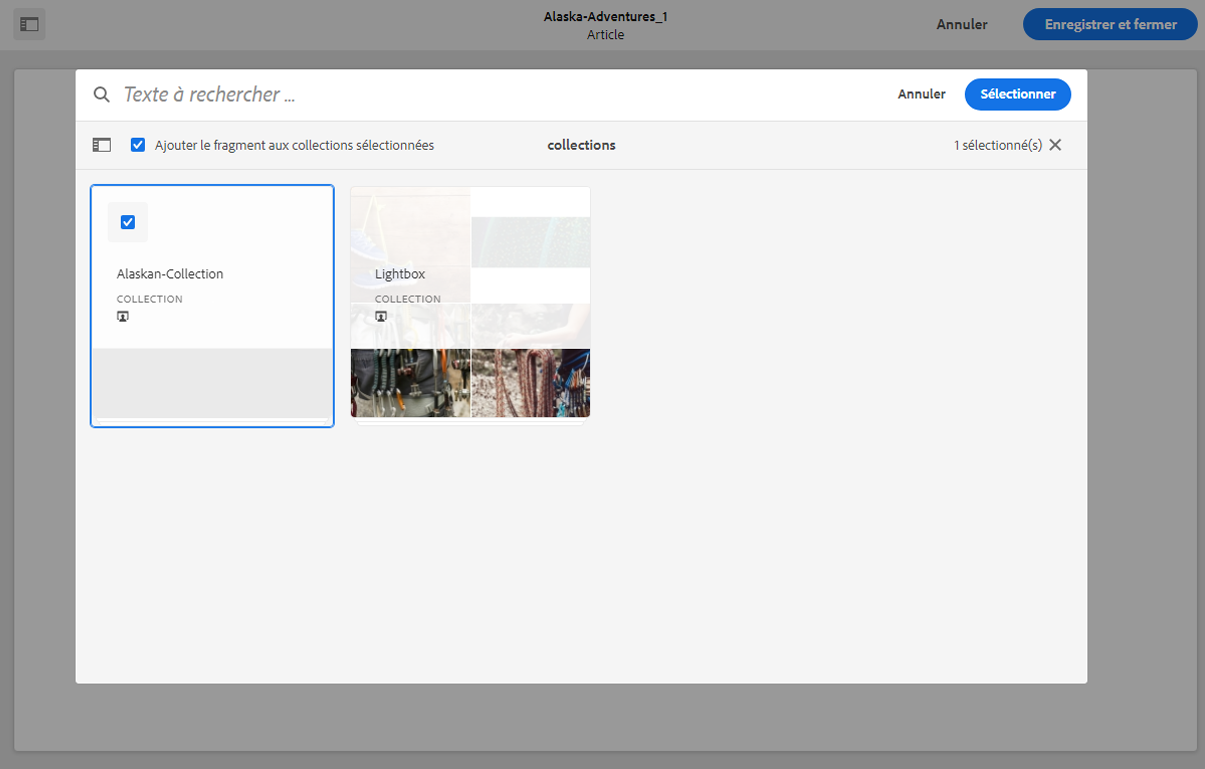 Alaska-Adventures_1
Article
Annuler
Enregistrer et fermer
Texte à rechercher ...
Annuler
Sélectionner
Ajouter le fragment aux collections sélectionnées
collections
1 sélectionné(s)
Alaskan-Collection
COLLECTION
Lightbox
COLLECTION